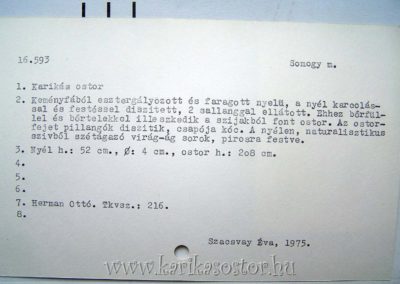 16.593 Somogy m.
1. Karikás ostor
2. Keményfából esztergályozott és faragott nyelü, a nyél karcolás-
sal és festéssel díszített, 2 sallanggal ellátott. Ehhez bőrfül-
lel és bőrtelekkel illeszkedik a szíjakból font ostor. Az ostor-
fejet pillangók díszítik, csapója kóc. A nyélen, naturalisztikus
szivből szétágazó virág-ág sorok, pirosra festve.
3. Nyél h.: 52 cm., Ø: 4 cm., ostor h.: 208 cm.
4.
5.
6.
7. Herman Ottó. Tkvsz.: 216.
8.
Szacsvay Éva, 1975.
www.karikasostor.hu